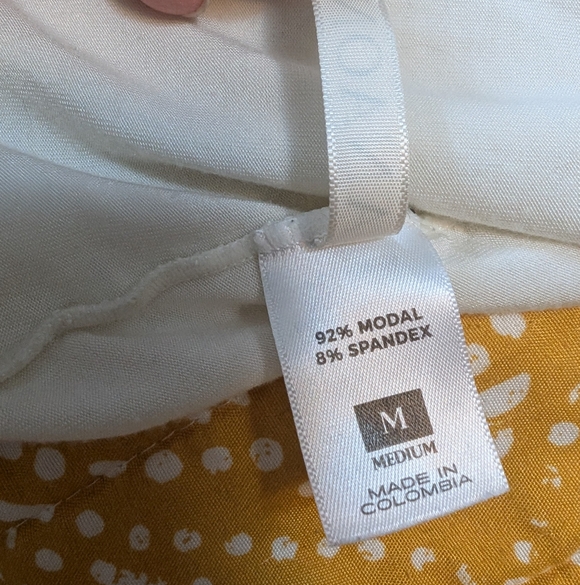 92% MODAL
8% SPANDEX
M
MEDIUM
MADE IN
COLOMBIA